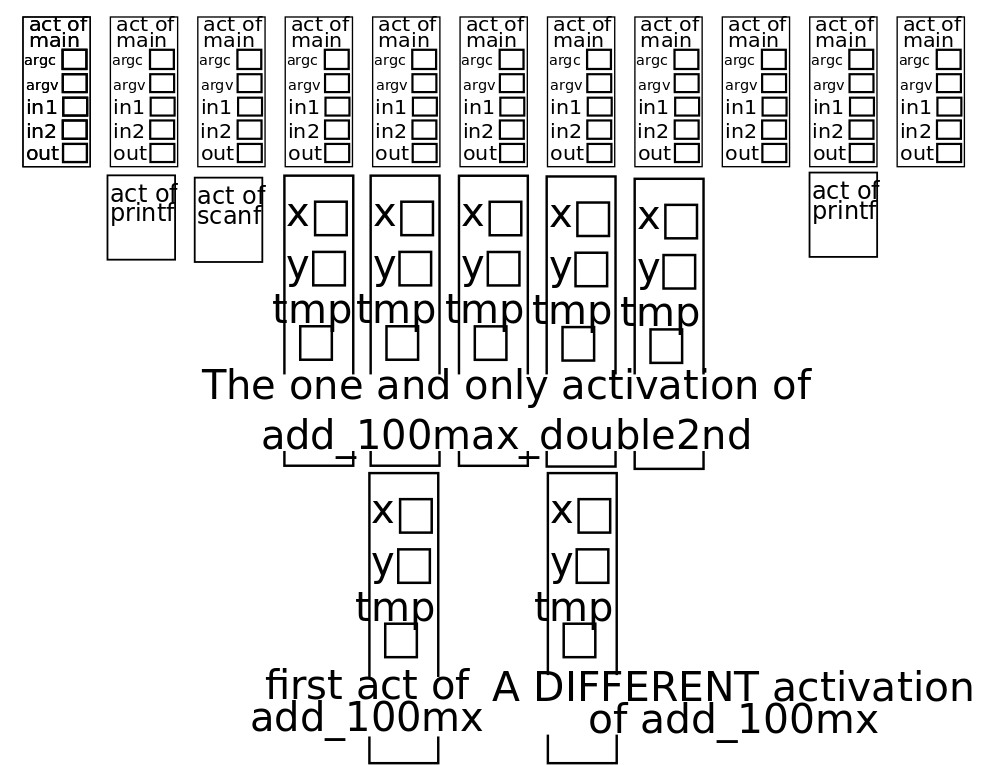 act of act of act of act of act of act of act of act of act of act of act of
main main main main main main main main main main main
argc argc argc argc argc argc argc argc argc argc argc
argv argv argv argv argv argv argv argv argv argv argv
in1 in1 in1 in1 in1 in1 in1 in1 in1 in1 in1
in2 in2 in2 in2 in2 in2 in2 in2 in2 in2 in2
out out out out out out out out out out out
act of act of act of
printf scanf printf
x x x x x
y y y y y
tmp tmp tmp tmp tmp
The one and only activation of
add_100max_double2nd
x x
y y
tmp tmp
first act of A DIFFERENT activation
add_100mx of add_100mx